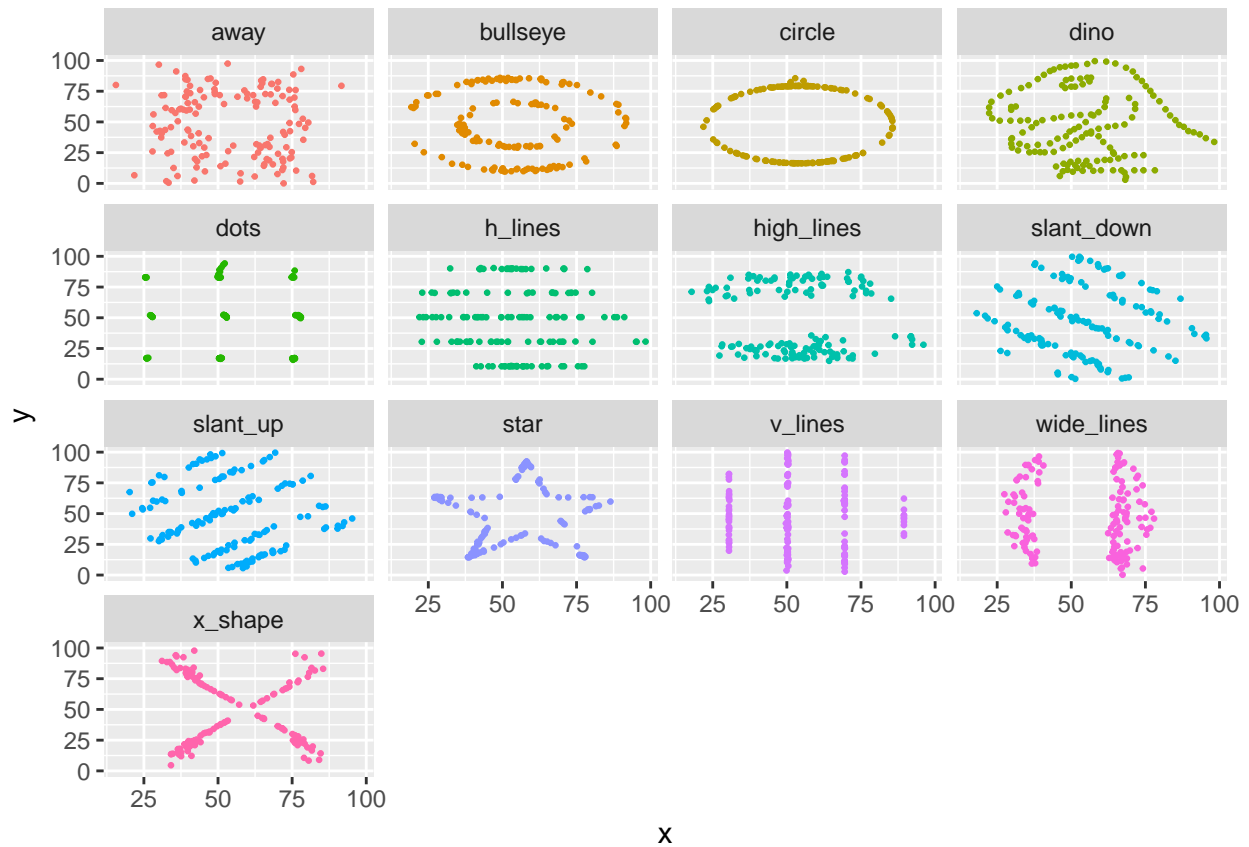 away bullseye circle dino
100
75
50
25
0
dots h_lines high_lines slant_down
100
75
50
25
0
y
slant_up star v_lines wide_lines
100
75
50
25
0
25 50 75 100 25 50 75 100 25 50 75 100
x_shape
100
75
50
25
0
25 50 75 100
x